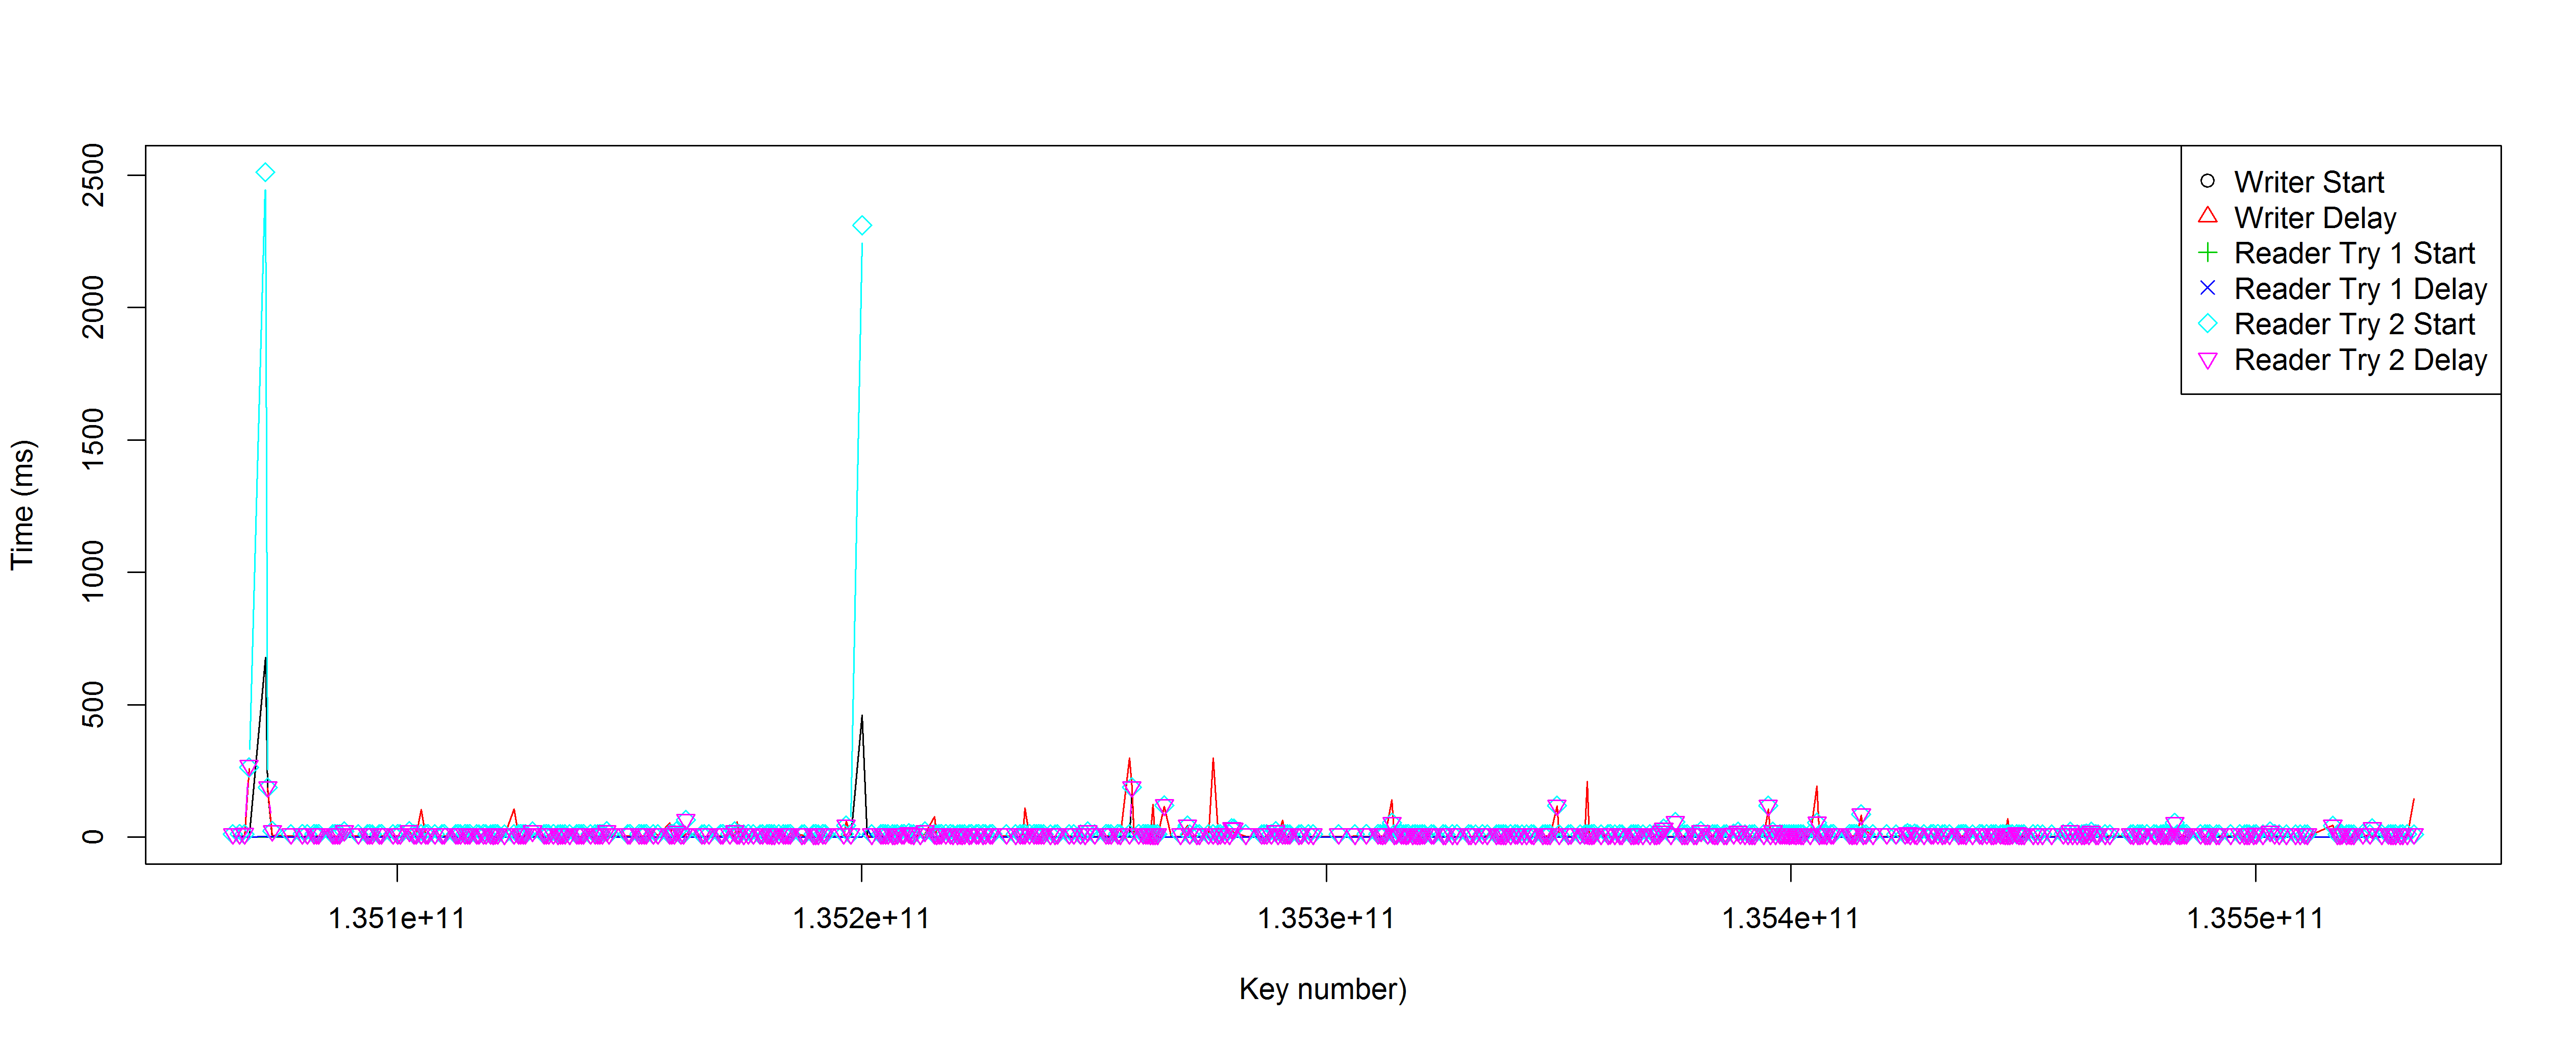 Time (ms)
2500
2000
1500
1000
500
0
Writer Start
Writer Delay
Reader Try 1 Start
Reader Try 1 Delay
Reader Try 2 Start
Reader Try 2 Delay
1.351e+11 1.352e+11 1.353e+11 1.354e+11 1.355e+11
Key number)